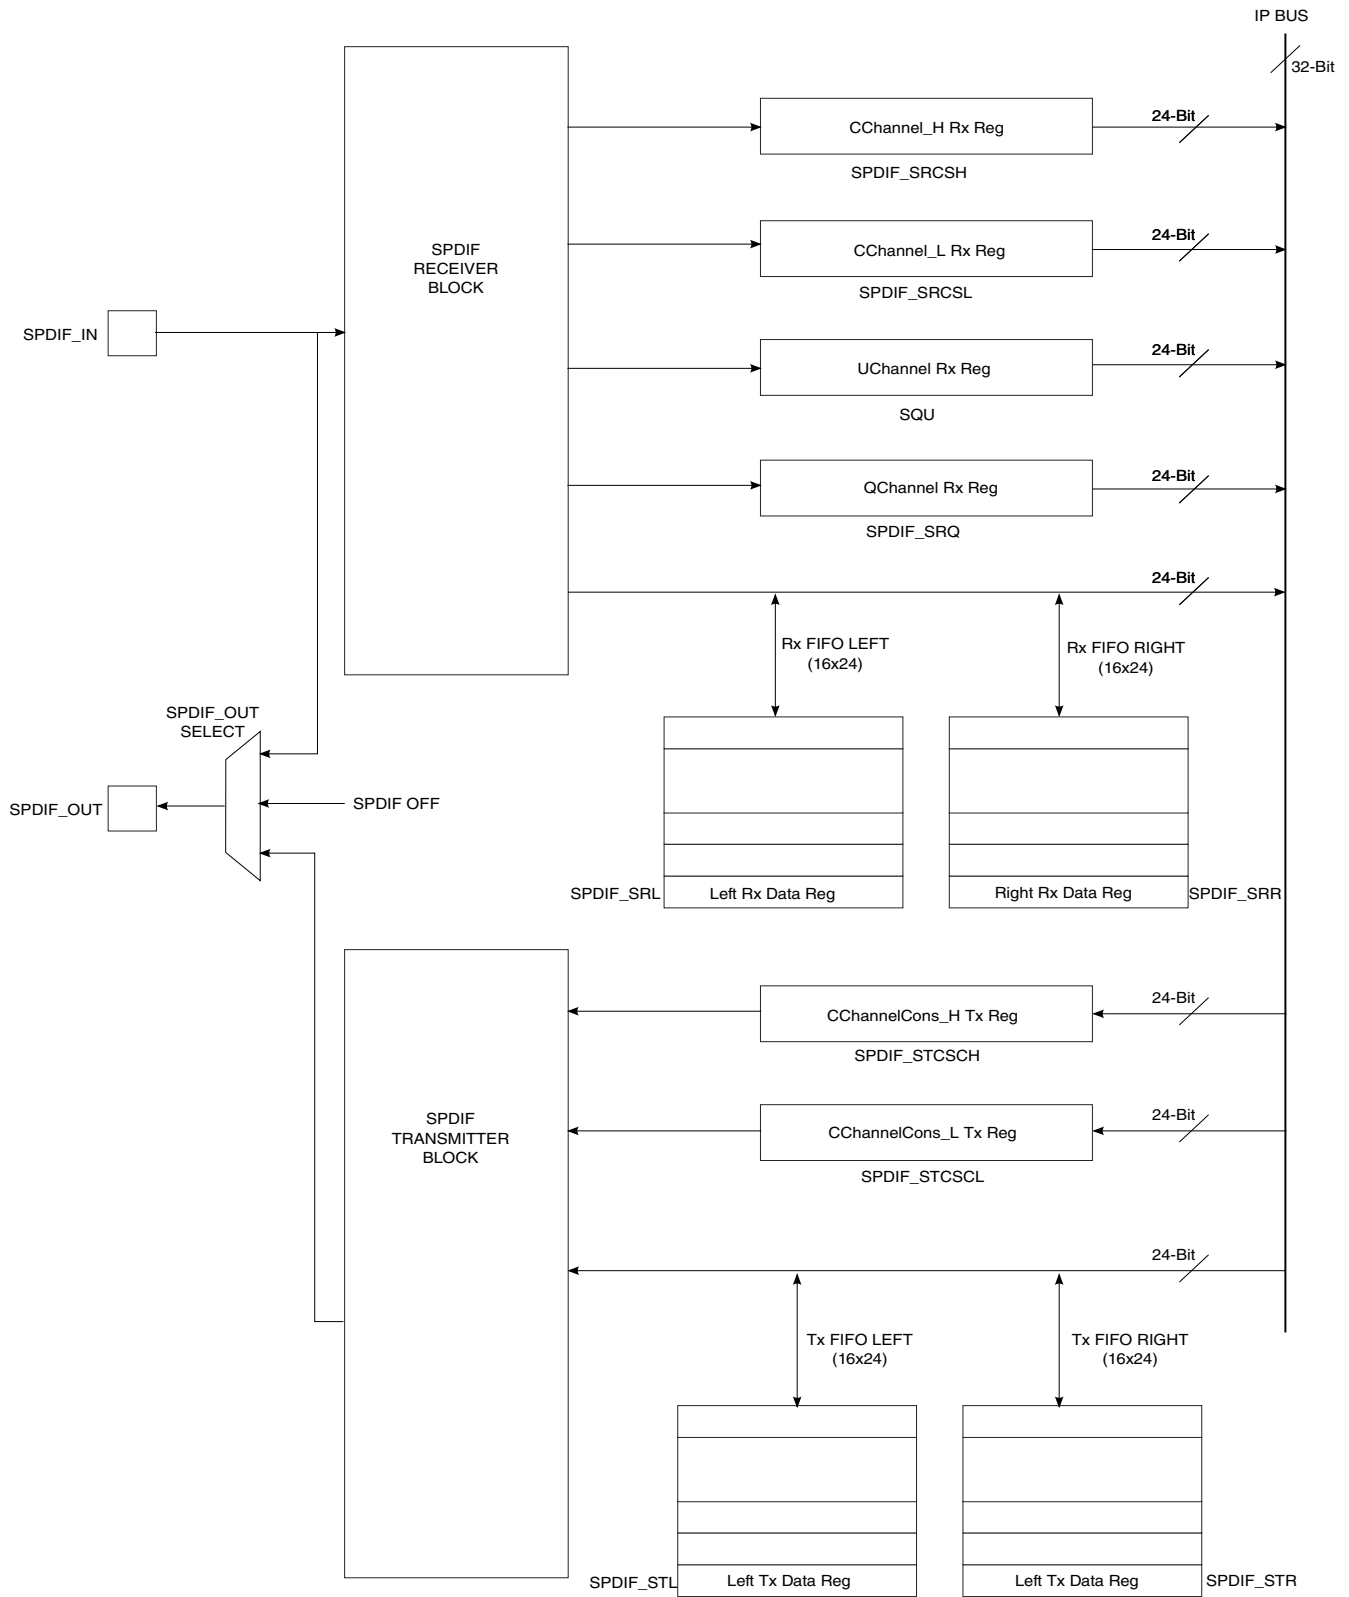 IP BUS
32-Bit
24-Bit
CChannel_H Rx Reg
SPDIF_SRCSH
24-Bit
CChannel_L Rx Reg
SPDIF_SRCSL
SPDIF
RECEIVER
BLOCK
SPDIF_IN
24-Bit
UChannel Rx Reg
SQU
24-Bit
QChannel Rx Reg
SPDIF_SRQ
24-Bit
Rx FIFO LEFT
(16x24)
Rx FIFO RIGHT
(16x24)
SPDIF_OUT
SELECT
SPDIF_OUT
SPDIF OFF
SPDIF_SRL
Left Rx Data Reg
Right Rx Data Reg
SPDIF_SRR
24-Bit
CChannelCons_H Tx Reg
SPDIF_STCSCH
SPDIF
TRANSMITTER
BLOCK
24-Bit
CChannelCons_L Tx Reg
SPDIF_STCSCL
24-Bit
Tx FIFO LEFT
(16x24)
Tx FIFO RIGHT
(16x24)
SPDIF_STL
Left Tx Data Reg
Left Tx Data Reg
SPDIF_STR